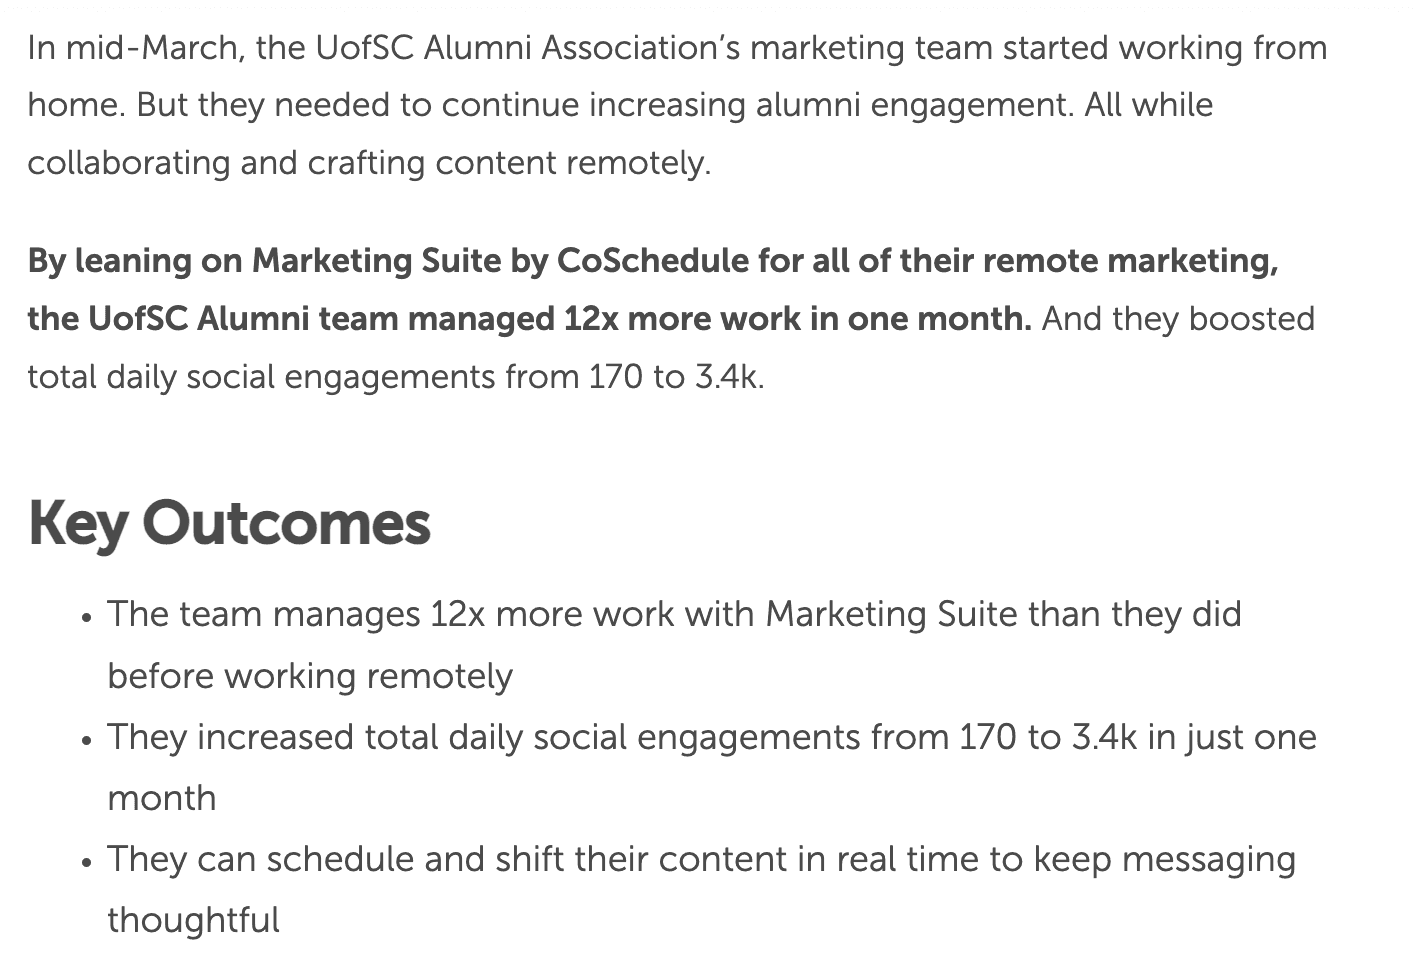 In mid-March, the UofSC Alumni Association’s marketing team started working from
home. But they needed to continue increasing alumni engagement. All while
collaborating and crafting content remotely.
By leaning on Marketing Suite by CoSchedule for all of their remote marketing,
the UofSC Alumni team managed 12x more work in one month. And they boosted
total daily social engagements from 170 to 3.4k.
Key Outcomes
• The team manages 12x more work with Marketing Suite than they did
before working remotely
• They increased total daily social engagements from 170 to 3.4k in just one
month
• They can schedule and shift their content in real time to keep messaging
thoughtful